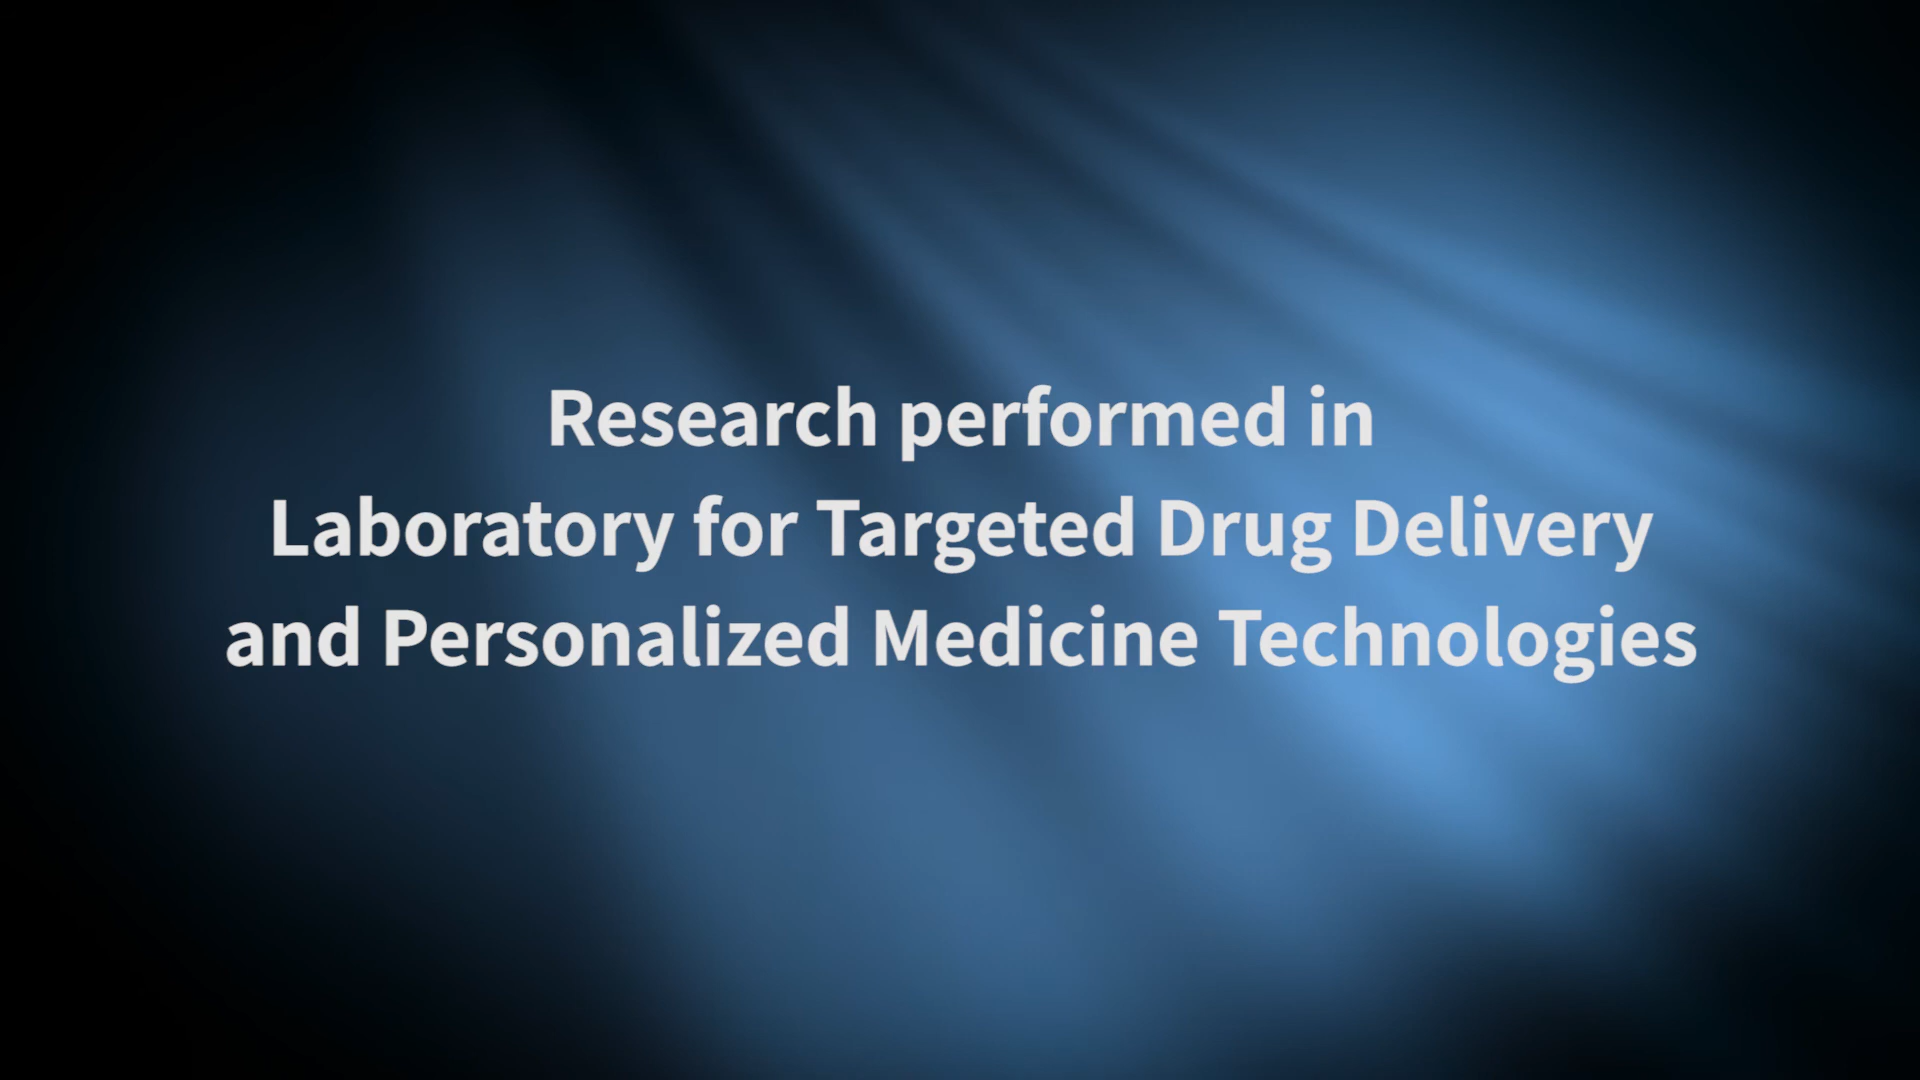 Research performed in
Laboratory for Targeted Drug Delivery
and Personalized Medicine Technologies